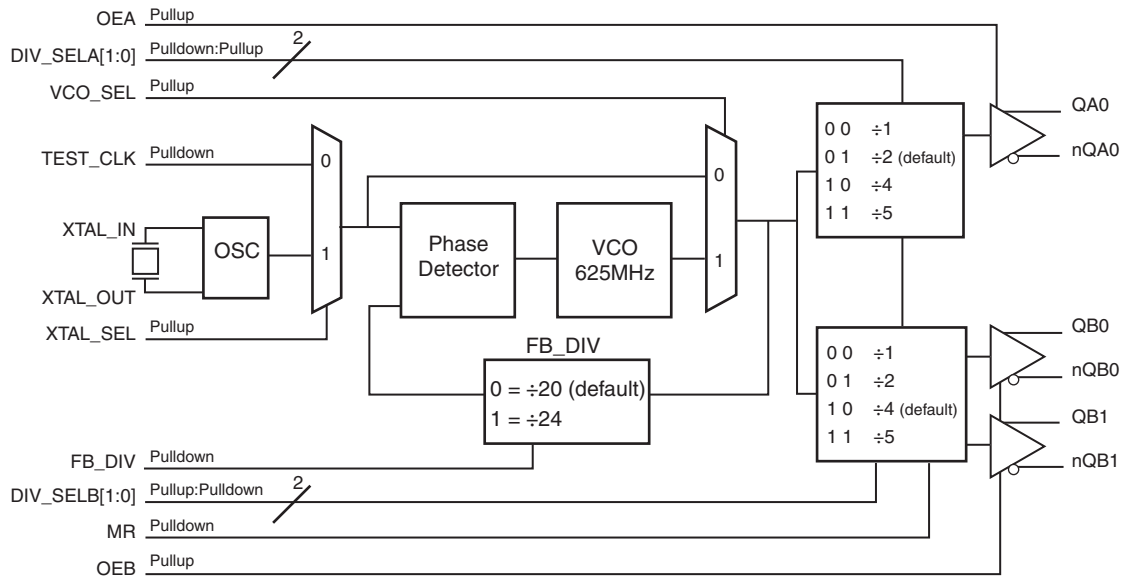 OEA Pullup
DIV_SELA[1:0] Pulldown:Pullup 2
VCO_SEL Pullup
TEST_CLK Pulldown
XTAL_IN
XTAL_OUT
XTAL_SEL Pullup
OSC
0
1
Phase
Detector
VCO
625MHz
0
1
FB_DIV
0 = ÷20 (default)
1 = ÷24
0 0 ÷1
0 1 ÷2 (default)
1 0 ÷4
1 1 ÷5
QA0
nQA0
0 0 ÷1
0 1 ÷2
1 0 ÷4 (default)
1 1 ÷5
QB0
nQB0
QB1
nQB1
FB_DIV Pulldown
DIV_SELB[1:0] Pullup:Pulldown 2
MR Pulldown
OEB Pullup